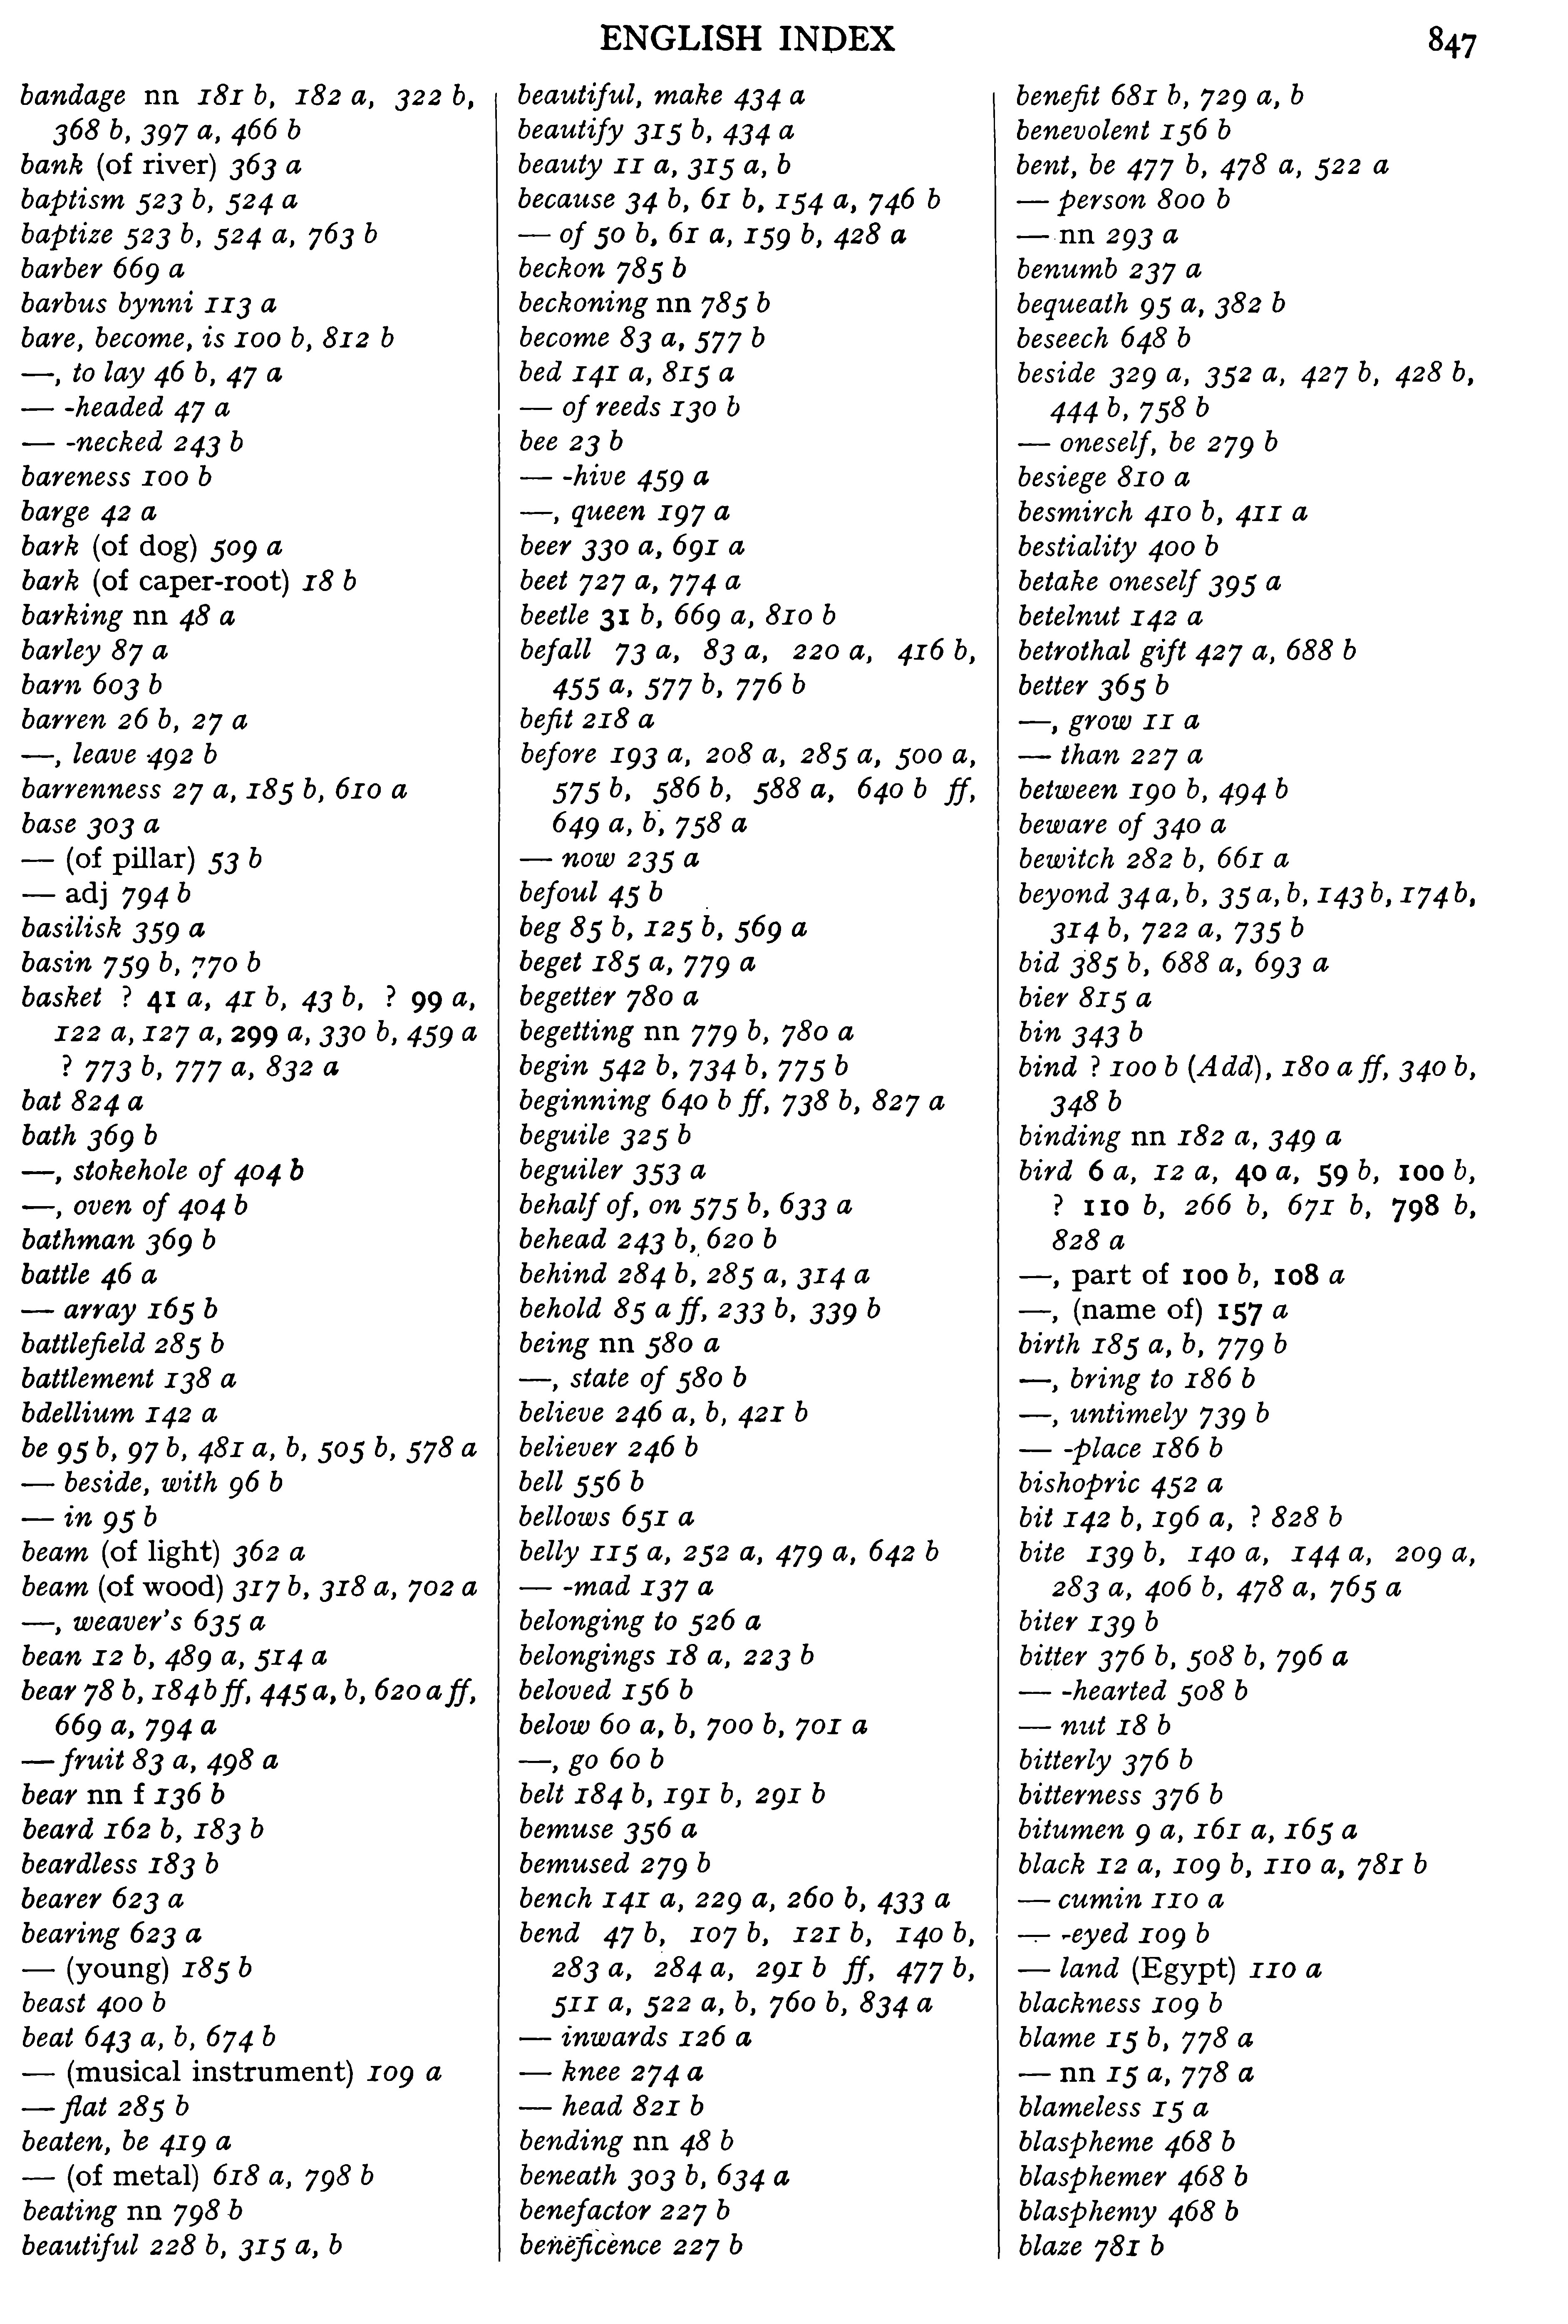 ENGLISH INDEX
847
bandage nn 181 b, 182 a, 322 b,
368 b, 397 a, 466 b
bank (of river) 363 a
baptism 523 b, 524 a
baptize 523 b, 524 a, 763 b
barber 669 a
barbus bynni 113 a
bare, become, is 100 b, 812 b
—, to lay 46 b, 47 a
— -headed 47 a
— -necked 243 b
bareness 100 b
barge 42 a
bark (of dog) 509 a
bark (of caper-root) 18 b
barking nn 48 a
barley 87 a
barn 603 b
barren 26 b, 27 a
—, leave 492 b
barrenness 27 a, 185 b, 610 a
base 303 a
— (of pillar) 53 b
— adj 794 b
basilisk 359 a
basin 759 b, 770 b
basket ? 41 a, 41 b, 43 b, ? 99 a,
122 a, 127 a, 299 a, 330 b, 459 a
? 773 b, 777 a, 832 a
bat 824 a
bath 369 b
—, stokehole of 404 b
—, oven of 404 b
bathman 369 b
battle 46 a
— array 165 b
battlefield 285 b
battlement 138 a
bdellium 142 a
be 95 b, 97 b, 481 a, b, 505 b, 578 a
— beside, with 96 b
— in 95 b
beam (of light) 362 a
beam (of wood) 317 b, 318 a, 702 a
—, weaver's 635 a
bean 12 b, 489 a, 514 a
bear 78 b, 184 b ff, 445 a, b, 620 a ff,
669 a, 794 a
— fruit 83 a, 498 a
bear nn f 136 b
beard 162 b, 183 b
beardless 183 b
bearer 623 a
bearing 623 a
— (young) 185 b
beast 400 b
beat 643 a, b, 674 b
— (musical instrument) 109 a
— flat 285 b
beaten, be 419 a
— (of metal) 618 a, 798 b
beating nn 798 b
beautiful 228 b, 315 a, b
beautiful, make 434 a
beautify 315 b, 434 a
beauty 11 a, 315 a, b
because 34 b, 61 b, 154 a, 746 b
— of 50 b, 61 a, 159 b, 428 a
beckon 785 b
beckoning nn 785 b
become 83 a, 577 b
bed 141 a, 815 a
— of reeds 130 b
bee 23 b
— -hive 459 a
—, queen 197 a
beer 330 a, 691 a
beet 727 a, 774 a
beetle 31 b, 669 a, 810 b
befall 73 a, 83 a, 220 a, 416 b,
455 a, 577 b, 776 b
befit 218 a
before 193 a, 208 a, 285 a, 500 a,
575 b, 586 b, 588 a, 640 b ff,
649 a, b, 758 a
— now 235 a
befoul 45 b
beg 85 b, 125 b, 569 a
beget 185 a, 779 a
begetter 780 a
begetting nn 779 b, 780 a
begin 542 b, 734 b, 775 b
beginning 640 b ff, 738 b, 827 a
beguile 325 b
beguiler 353 a
behalf of, on 575 b, 633 a
behead 243 b, 620 b
behind 284 b, 285 a, 314 a
behold 85 a ff, 233 b, 339 b
being nn 580 a
—, state of 580 b
believe 246 a, b, 421 b
believer 246 b
bell 556 b
bellows 651 a
belly 115 a, 252 a, 479 a, 642 b
— -mad 137 a
belonging to 526 a
belongings 18 a, 223 b
beloved 156 b
below 60 a, b, 700 b, 701 a
—, go 60 b
belt 184 b, 191 b, 291 b
bemuse 356 a
bemused 279 b
bench 141 a, 229 a, 260 b, 433 a
bend 47 b, 107 b, 121 b, 140 b,
283 a, 284 a, 291 b ff, 477 b,
511 a, 522 a, b, 760 b, 834 a
— inwards 126 a
— knee 274 a
— head 821 b
bending nn 48 b
beneath 303 b, 634 a
benefactor 227 b
beneficence 227 b
benefit 681 b, 729 a, b
benevolent 156 b
bent, be 477 b, 478 a, 522 a
— person 800 b
— nn 293 a
benumb 237 a
bequeath 95 a, 382 b
beseech 648 b
beside 329 a, 352 a, 427 b, 428 b,
444 b, 758 b
— oneself, be 279 b
besiege 810 a
besmirch 410 b, 411 a
bestiality 400 b
betake oneself 395 a
betelnut 142 a
betrothal gift 427 a, 688 b
better 365 b
—, grow 11 a
— than 227 a
between 190 b, 494 b
beware of 340 a
bewitch 282 b, 661 a
beyond 34 a, b, 35 a, b, 143 b, 174 b,
314 b, 722 a, 735 b
bid 385 b, 688 a, 693 a
bier 815 a
bin 343 b
bind ? 100 b (Add), 180 a ff, 340 b,
348 b
binding nn 182 a, 349 a
bird 6 a, 12 a, 40 a, 59 b, 100 b,
? 110 b, 266 b, 671 b, 798 b,
828 a
—, part of 100 b, 108 a
—, (name of) 157 a
birth 185 a, b, 779 b
—, bring to 186 b
—, untimely 739 b
— -place 186 b
bishopric 452 a
bit 142 b, 196 a, ? 828 b
bite 139 b, 140 a, 144 a, 209 a,
283 a, 406 b, 478 a, 765 a
biter 139 b
bitter 376 b, 508 b, 796 a
— -hearted 508 b
— nut 18 b
bitterly 376 b
bitterness 376 b
bitumen 9 a, 161 a, 165 a
black 12 a, 109 b, 110 a, 781 b
— cumin 110 a
— -eyed 109 b
— land (Egypt) 110 a
blackness 109 b
blame 15 b, 778 a
— nn 15 a, 778 a
blameless 15 a
blaspheme 468 b
blasphemer 468 b
blasphemy 468 b
blaze 781 b